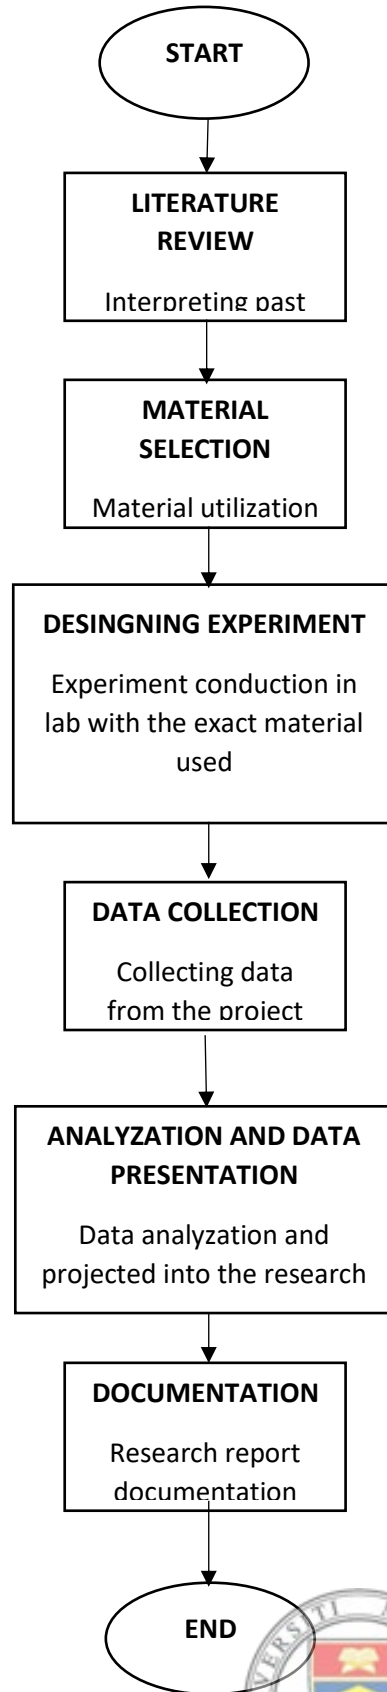 START
LITERATURE
REVIEW
Interpreting past
MATERIAL
SELECTION
Material utilization
DESINGNING EXPERIMENT
Experiment conduction in
lab with the exact material
used
DATA COLLECTION
Collecting data
from the project
ANALYZATION AND DATA
PRESENTATION
Data analyzation and
projected into the research
DOCUMENTATION
Research report
documentation
END